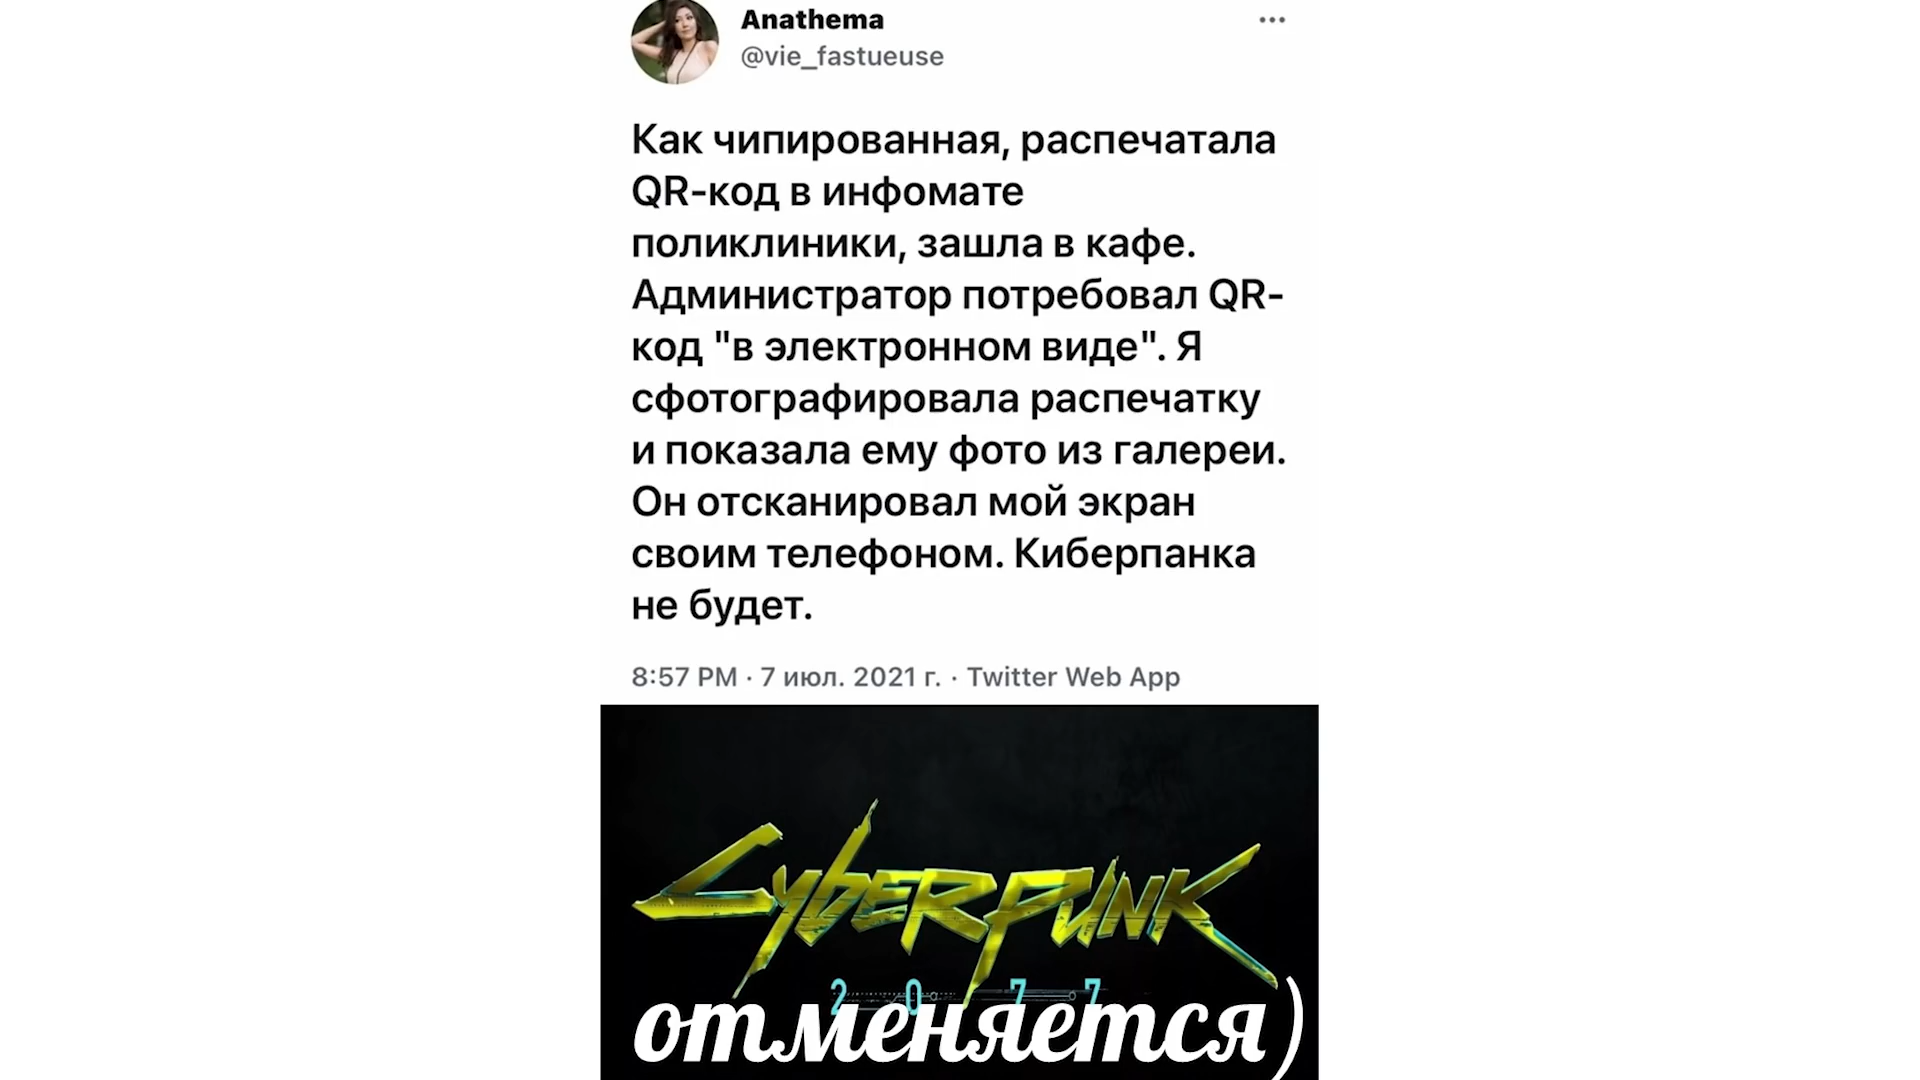 Anathema
@vie_fastueuse
Как чипированная, распечатала
QR-код в инфомате
поликлиники, зашла в кафе.
Администратор потребовал QR-
код "в электронном виде". Я
сфотографировала распечатку
и показала ему фото из галереи.
Он отсканировал мой экран
своим телефоном. Киберпанка
не будет.
8:57 PM · 7 июл. 2021 г. · Twitter Web App
Cyberpunk
2077
отменяется)